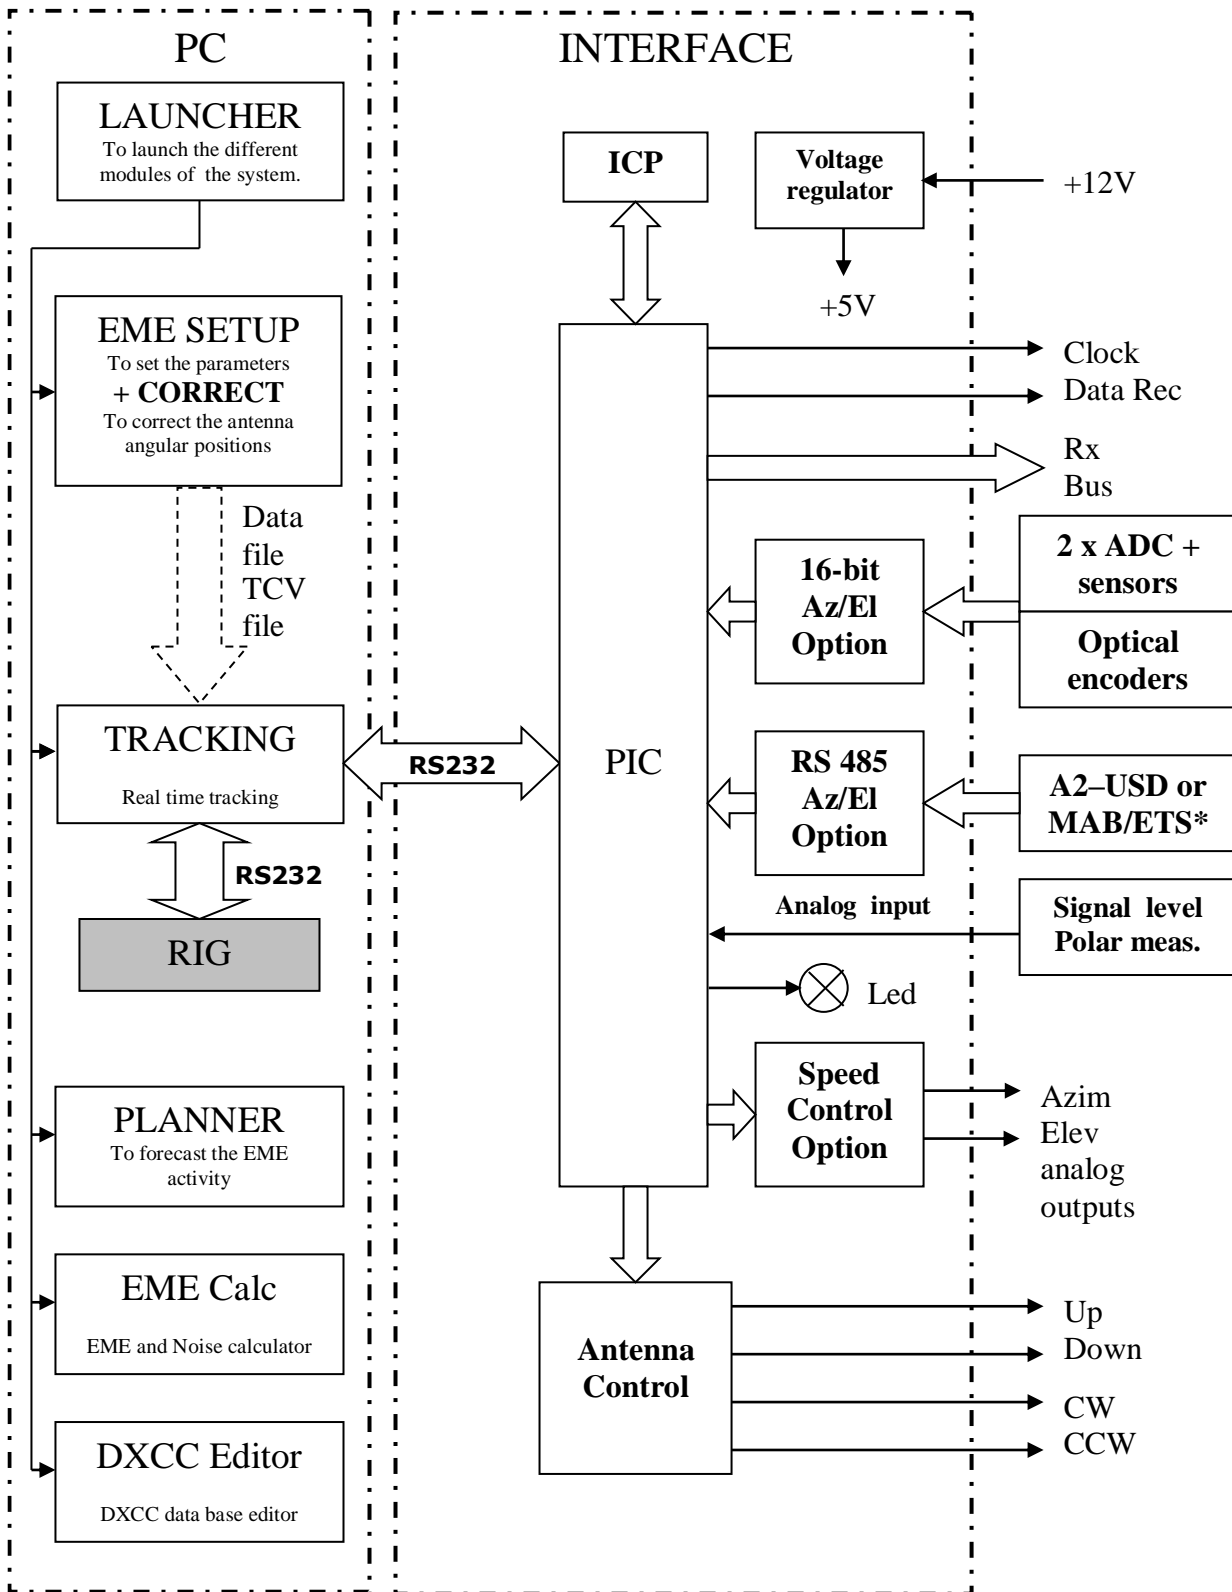 PC
LAUNCHER
To launch the different
modules of the system.
EME SETUP
To set the parameters
+ CORRECT
To correct the antenna
angular positions
Data
file
TCV
file
TRACKING
Real time tracking
RS232
RIG
PLANNER
To forecast the EME
activity
EME Calc
EME and Noise calculator
DXCC Editor
DXCC data base editor
INTERFACE
ICP
Voltage
regulator
+12V
+5V
RS232
PIC
Clock
Data Rec
Rx
Bus
16-bit
Az/El
Option
2 x ADC +
sensors
Optical
encoders
RS 485
Az/El
Option
A2–USD or
MAB/ETS*
Analog input
Signal level
Polar meas.
Led
Speed
Control
Option
Azim
Elev
analog
outputs
Antenna
Control
Up
Down
CW
CCW